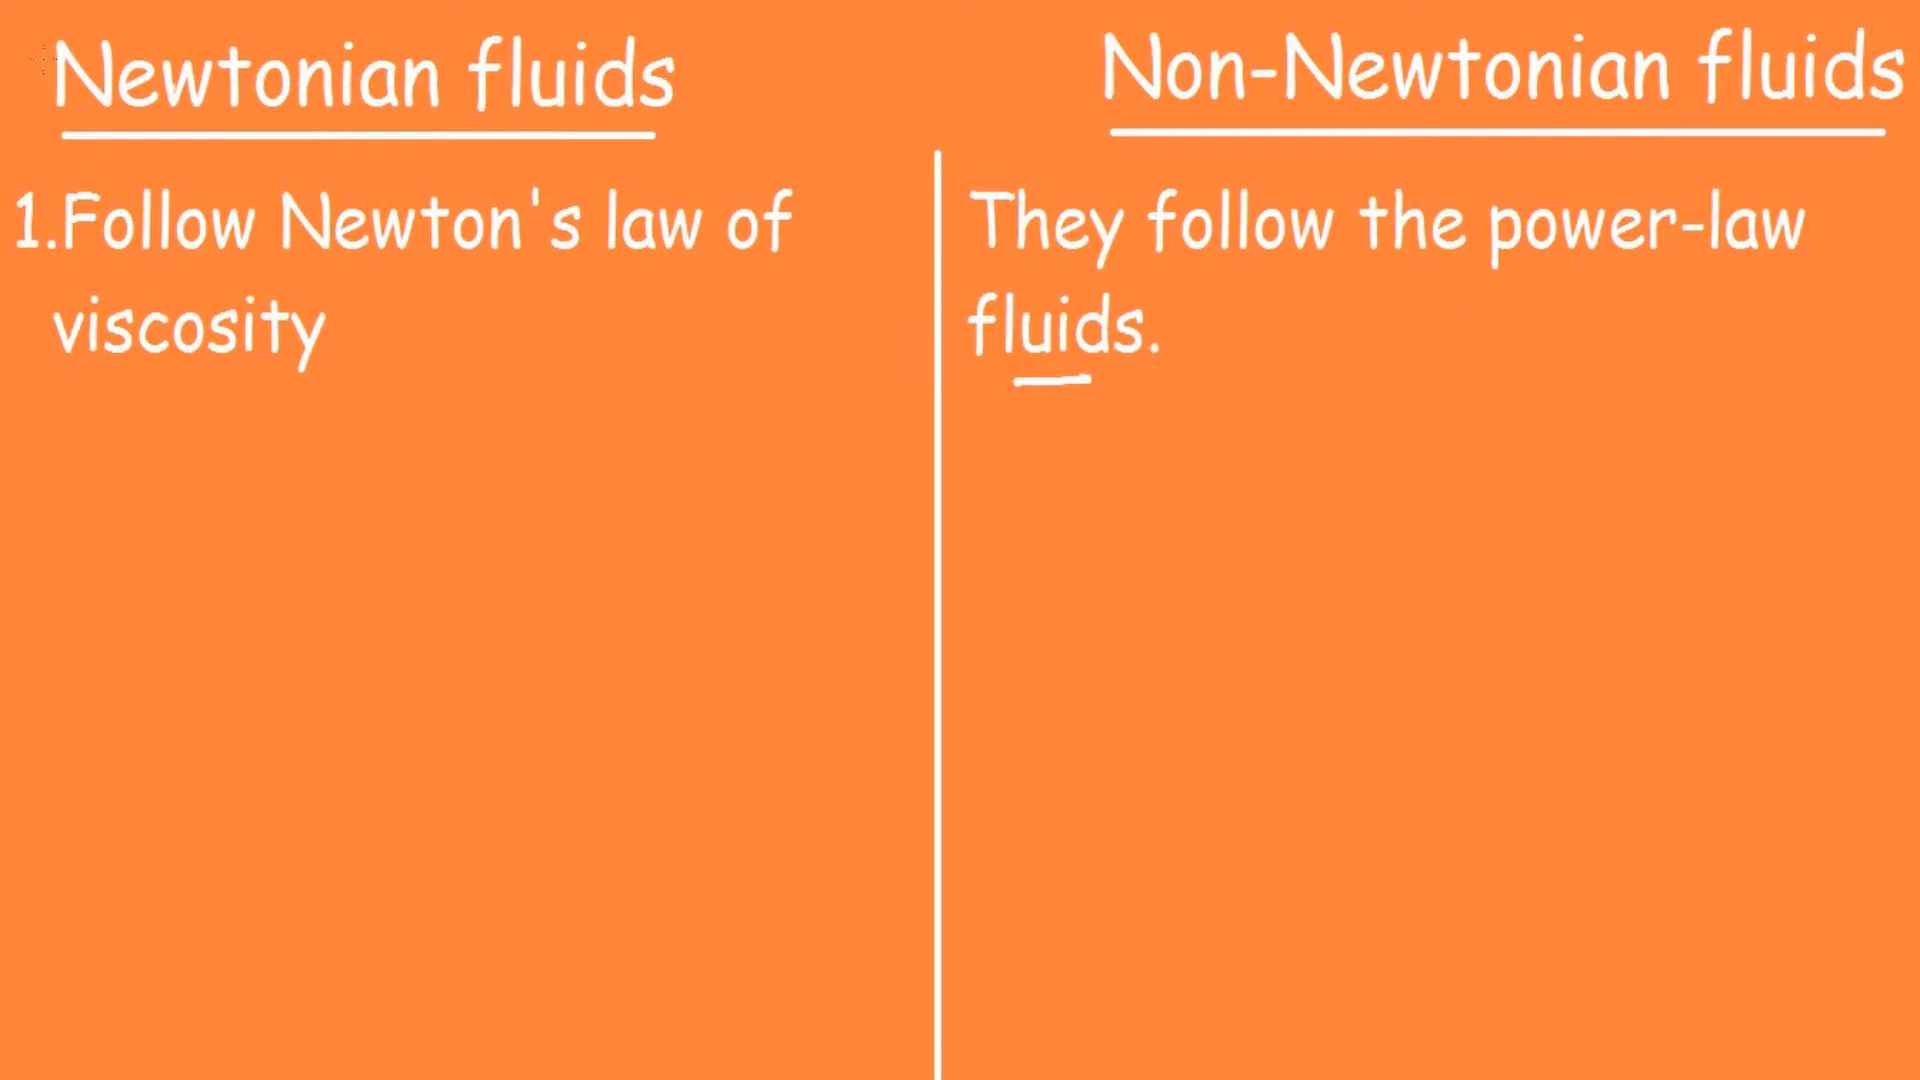 Newtonian fluids
Non-Newtonian fluids
1.Follow Newton's law of
viscosity
They follow the power-law
fluids.